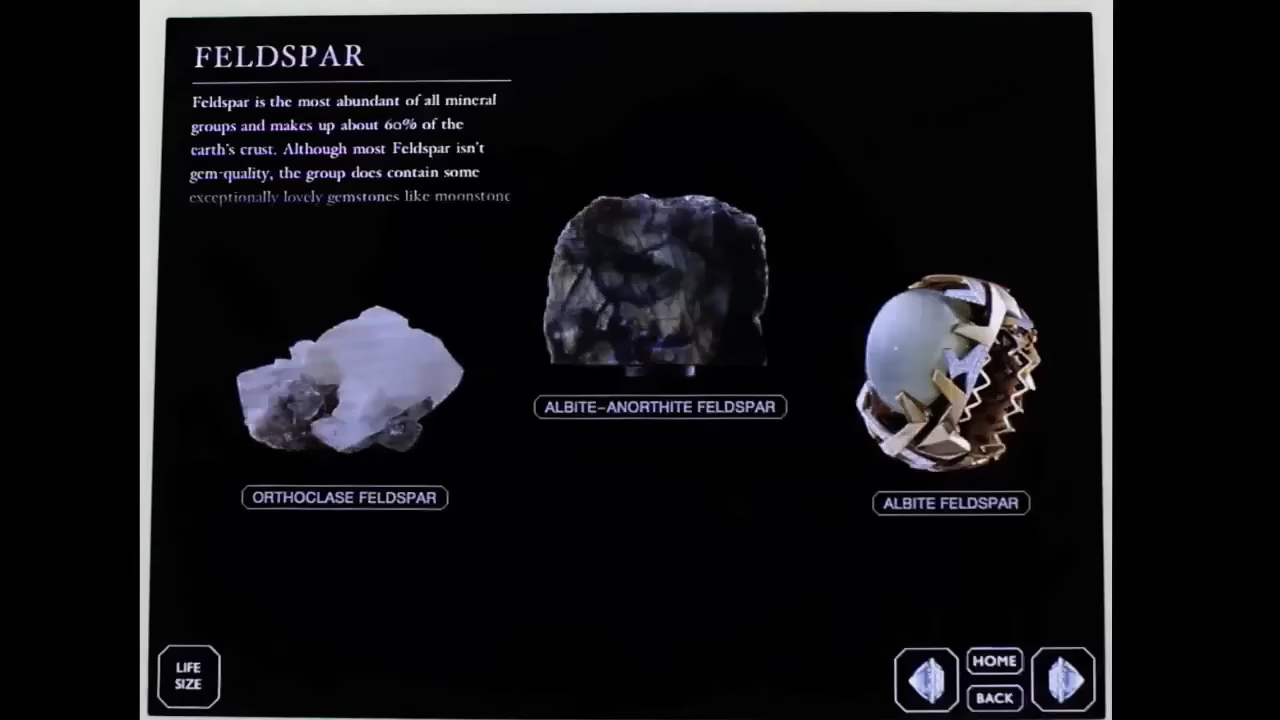 FELDSPAR
Feldspar is the most abundant of all mineral
groups and makes up about 60% of the
earth's crust. Although most Feldspar isn't
gem-quality, the group does contain some
exceptionally lovely gemstones like moonstone
ALBITE-ANORTHITE FELDSPAR
ORTHOCLASE FELDSPAR
ALBITE FELDSPAR
LIFE
SIZE
HOME
BACK